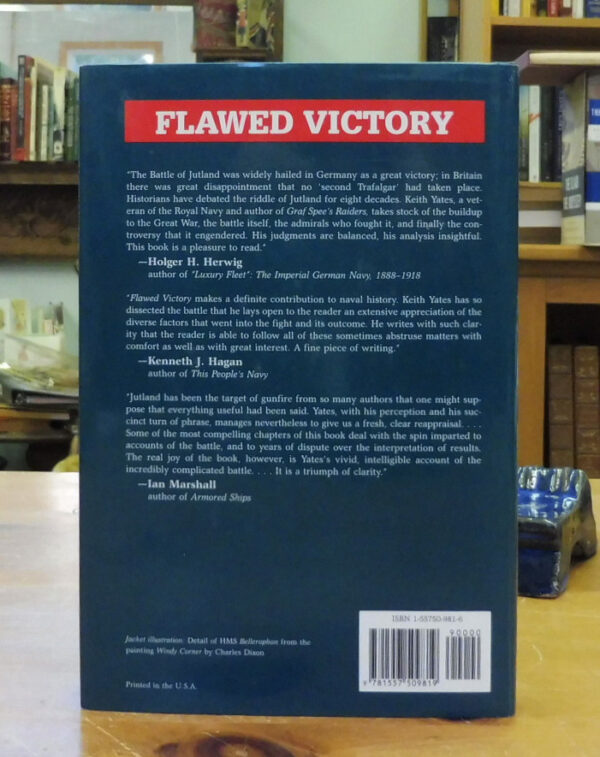 FLAWED VICTORY
"The Battle of Jutland was widely hailed in Germany as a great victory; in Britain
there was great disappointment that no 'second Trafalgar' had taken place.
Historians have debated the riddle of Jutland for eight decades. Keith Yates, a vet-
eran of the Royal Navy and author of Graf Spee's Raiders, takes stock of the buildup
to the Great War, the battle itself, the admirals who fought it, and finally the con-
troversy that it engendered. His judgments are balanced, his analysis insightful.
This book is a pleasure to read."
—Holger H. Herwig
author of "Luxury Fleet": The Imperial German Navy, 1888–1918
"Flawed Victory makes a definite contribution to naval history. Keith Yates has so
dissected the battle that he lays open to the reader an extensive appreciation of the
diverse factors that went into the fight and its outcome. He writes with such clar-
ity that the reader is able to follow all of these sometimes abstruse matters with
comfort as well as with great interest. A fine piece of writing."
—Kenneth J. Hagan
author of This People's Navy
"Jutland has been the target of gunfire from so many authors that one might sup-
pose that everything useful had been said. Yates, with his perception and his suc-
cinct turn of phrase, manages nevertheless to give us a fresh, clear reappraisal. . . .
Some of the most compelling chapters of this book deal with the spin imparted to
accounts of the battle, and to years of dispute over the interpretation of results.
The real joy of the book, however, is Yates's vivid, intelligible account of the
incredibly complicated battle. . . . It is a triumph of clarity."
—Ian Marshall
author of Armored Ships
Jacket illustration: Detail of HMS Bellerophon from the
painting Windy Corner by Charles Dixon
Printed in the U.S.A.
ISBN 1-55750-981-6
90000
9 781557 509819